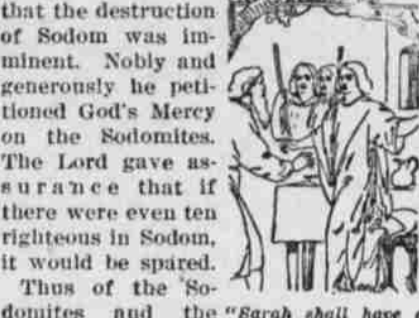 that the destruction
of Sodom was im-
minent. Nobly and
generously he peti-
tioned God's Mercy
on the Sodomites.
The Lord gave as-
surance that if
there were even ten
righteous in Sodom,
it would be spared.
Thus of the So-
domites and the
"Sarah shall have